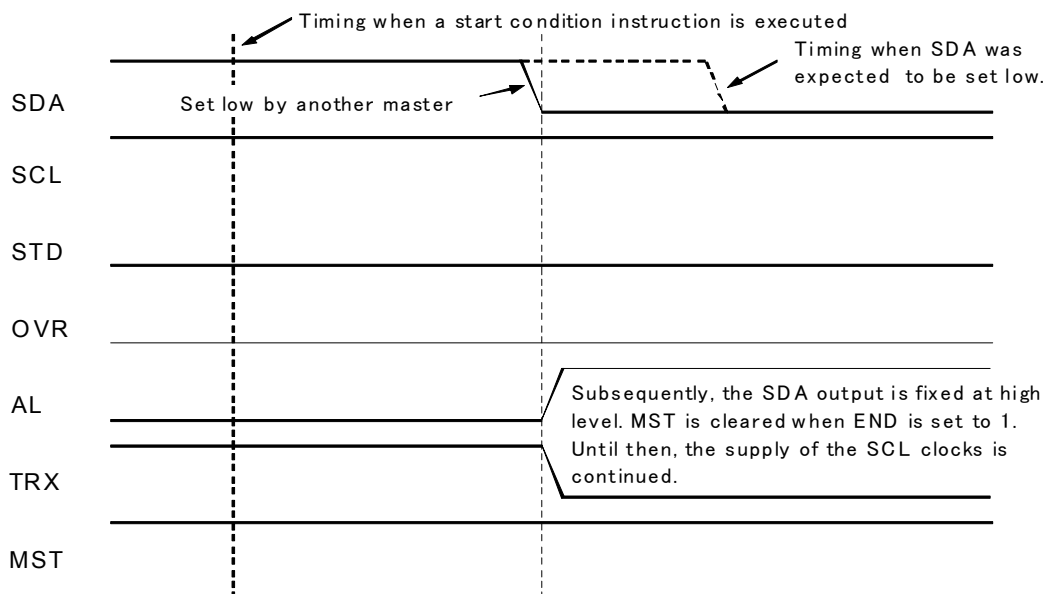 Timing when a start condition instruction is executed
Timing when SDA was
expected to be set low.
SDA
Set low by another master
SCL
STD
OVR
AL
Subsequently, the SDA output is fixed at high
level. MST is cleared when END is set to 1.
Until then, the supply of the SCL clocks is
continued.
TRX
MST